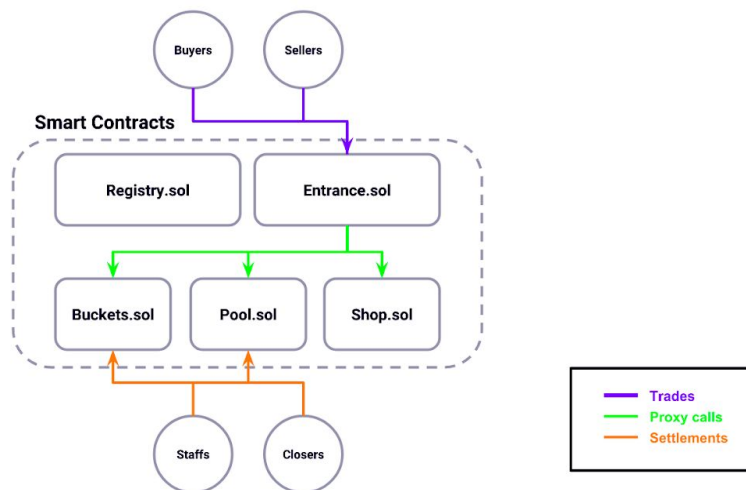 Buyers
Sellers
Smart Contracts
Registry.sol
Entrance.sol
Buckets.sol
Pool.sol
Shop.sol
Staffs
Closers
Trades
Proxy calls
Settlements